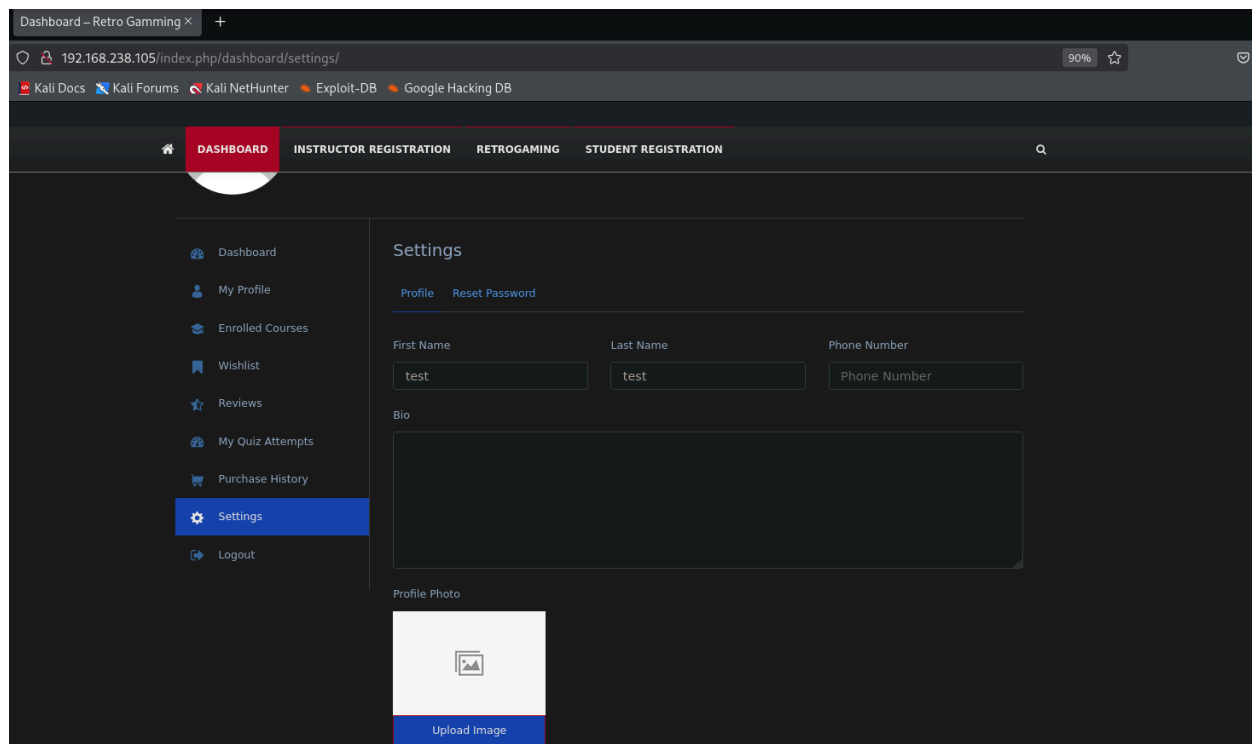 Dashboard – Retro Gamming ×
+
192.168.238.105/index.php/dashboard/settings/ 90%
Kali Docs Kali Forums Kali NetHunter Exploit-DB Google Hacking DB
DASHBOARD INSTRUCTOR REGISTRATION RETROGAMING STUDENT REGISTRATION
Dashboard
My Profile
Enrolled Courses
Wishlist
Reviews
My Quiz Attempts
Purchase History
Settings
Logout
Settings
Profile Reset Password
First Name Last Name Phone Number
test test Phone Number
Bio
Profile Photo
Upload Image